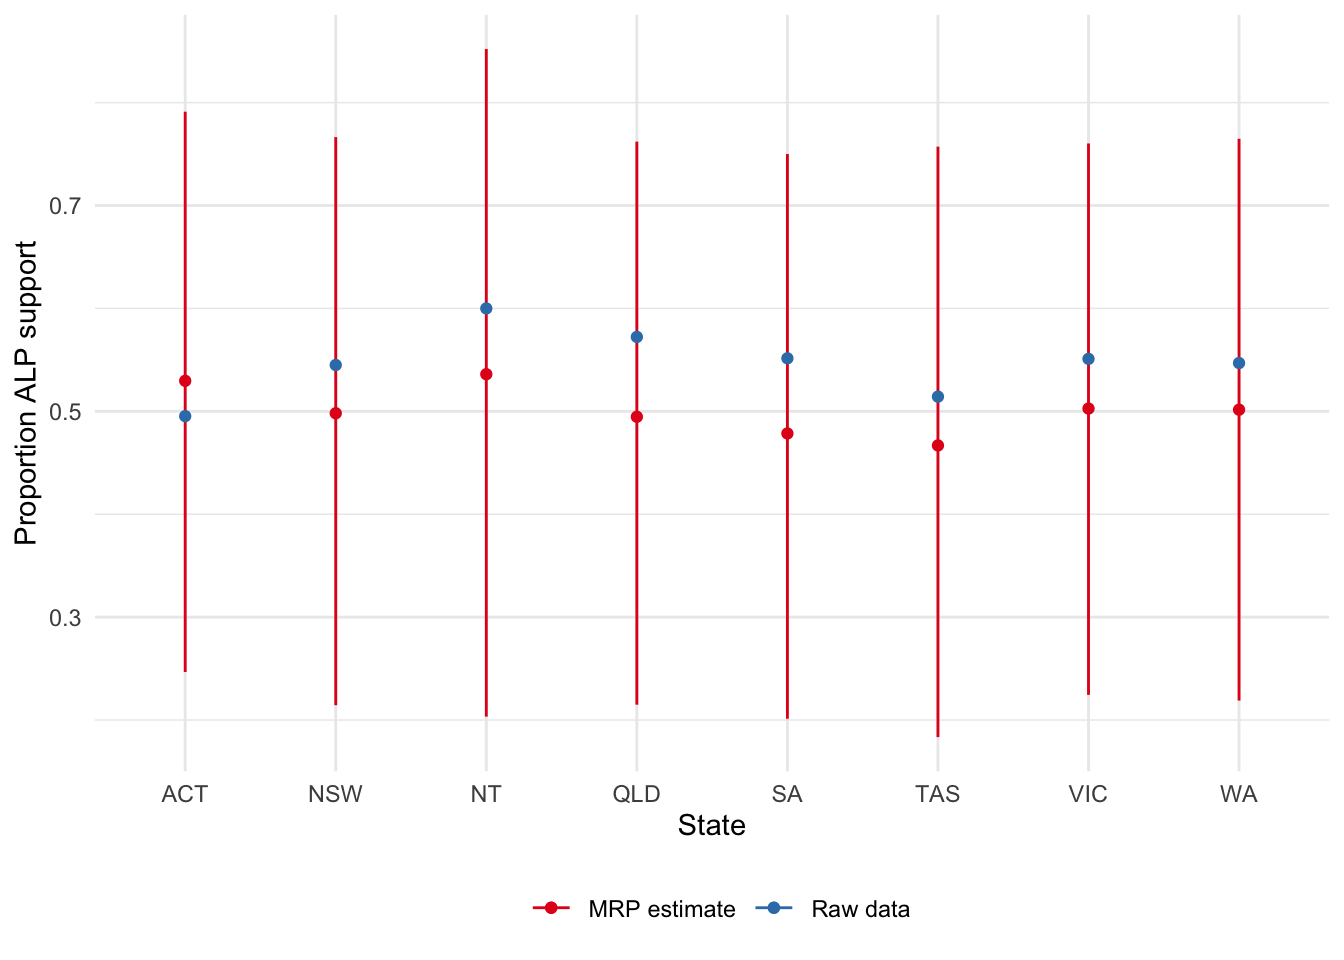 Proportion ALP support
0.7
0.5
0.3
ACT NSW NT QLD SA TAS VIC WA
State
MRP estimate Raw data